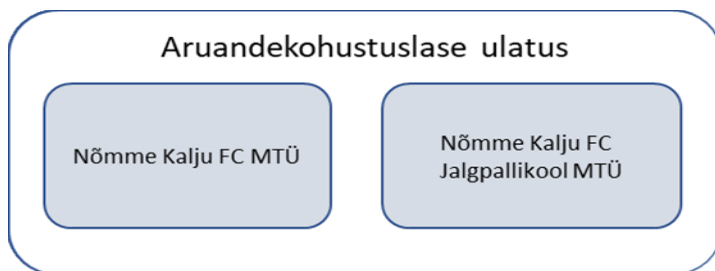 Aruandekohustuslase ulatus
Nõmme Kalju FC MTÜ
Nõmme Kalju FC
Jalgpallikool MTÜ